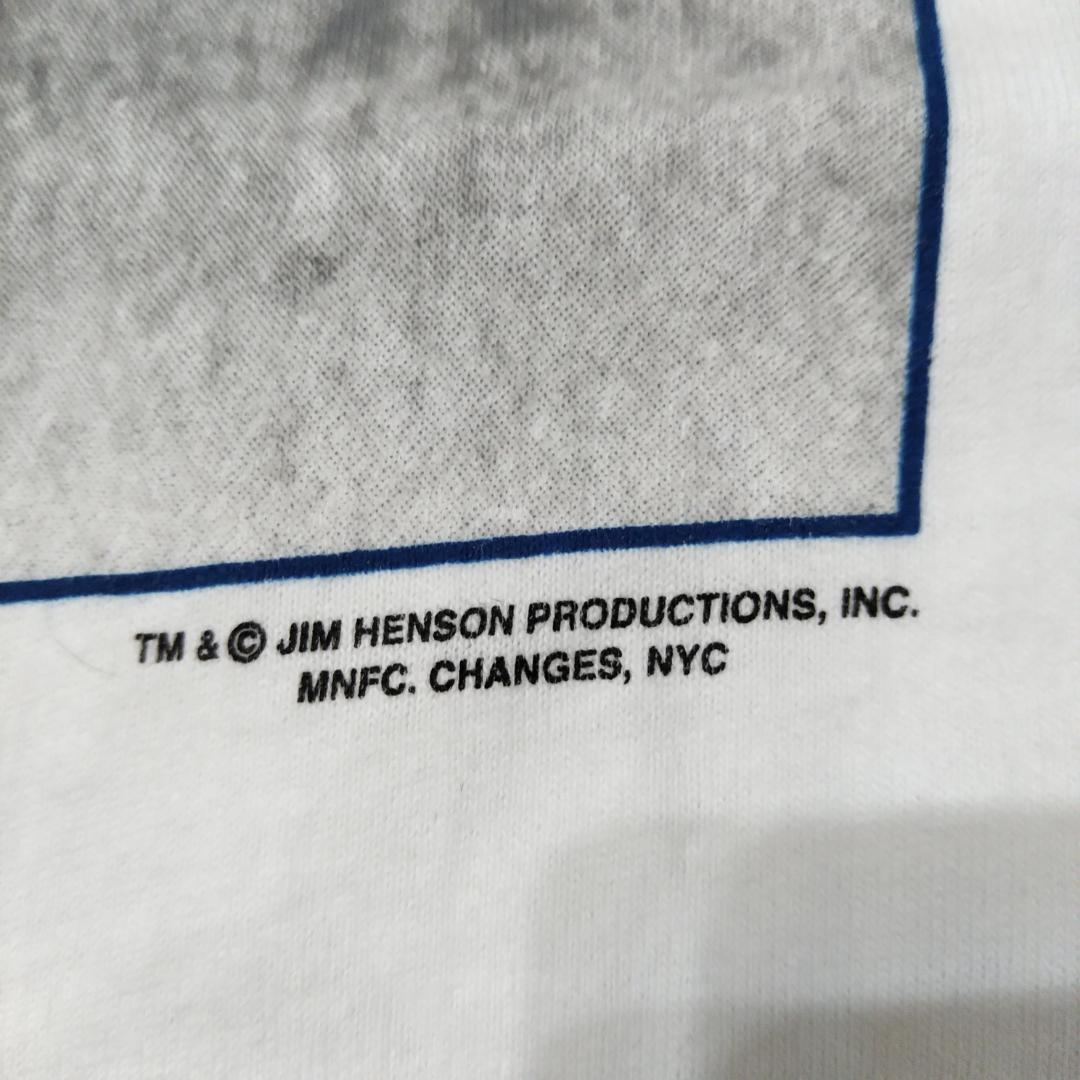 TM & © JIM HENSON PRODUCTIONS, INC.
MNFC. CHANGES, NYC